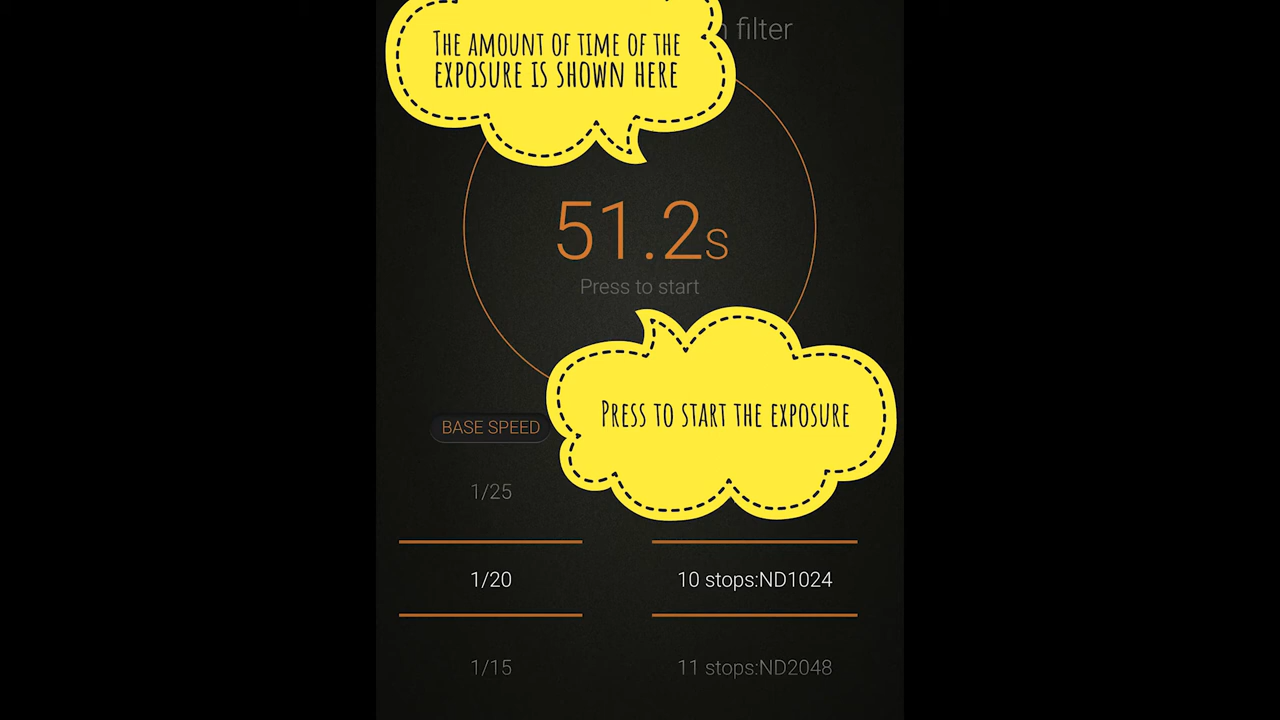 filter
THE AMOUNT OF TIME OF THE
EXPOSURE IS SHOWN HERE
51.2s
Press to start
PRESS TO START THE EXPOSURE
BASE SPEED
1/25
1/20
10 stops:ND1024
1/15
11 stops:ND2048